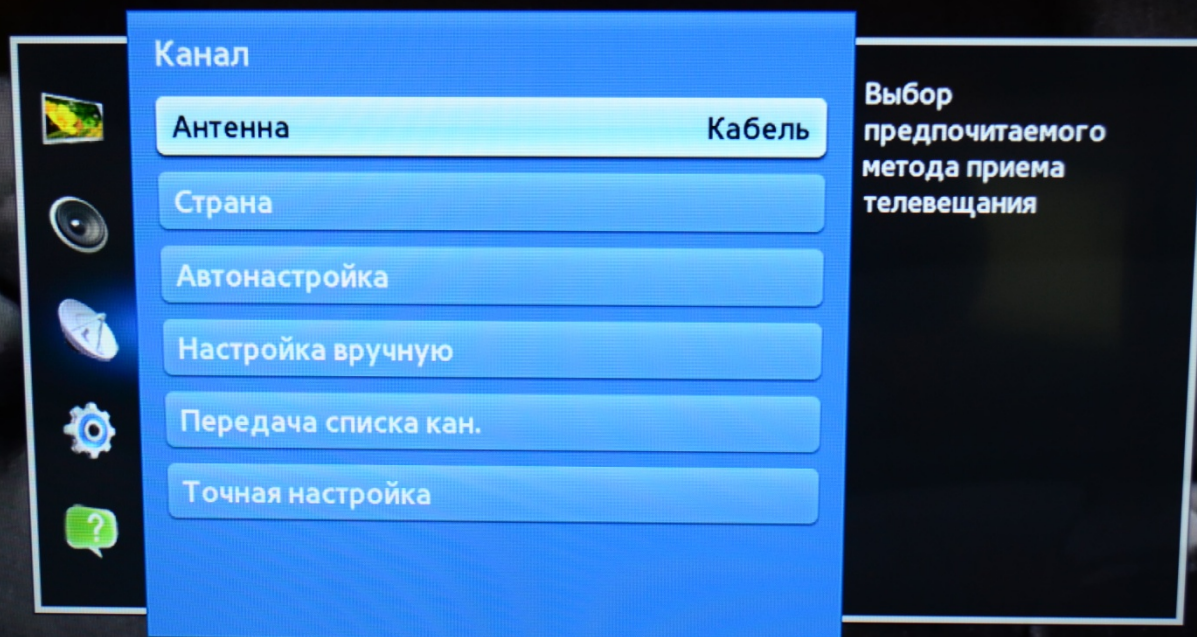 Канал
Антенна Кабель
Страна
Автонастройка
Настройка вручную
Передача списка кан.
Точная настройка
Выбор
предпочитаемого
метода приема
телевещания
?